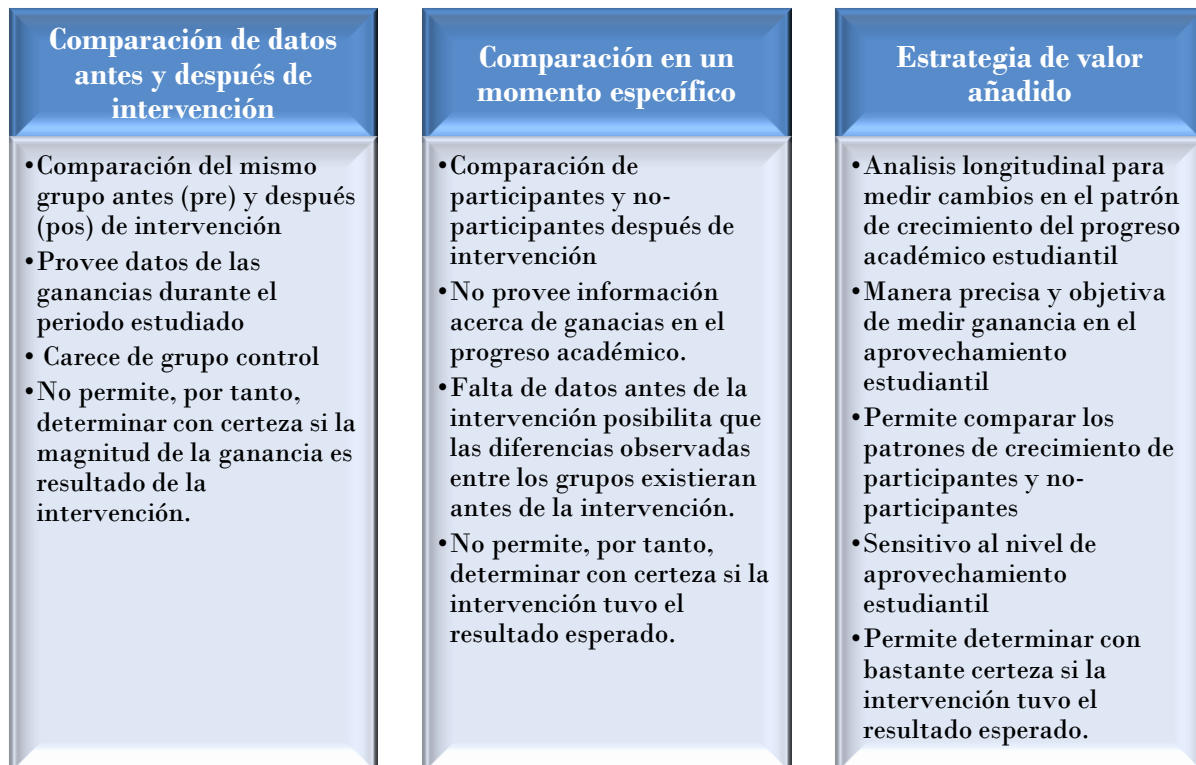 Comparación de datos
antes y después de
intervención
•Comparación del mismo
grupo antes (pre) y después
(pos) de intervención
•Provee datos de las
ganancias durante el
periodo estudiado
• Carece de grupo control
•No permite, por tanto,
determinar con certeza si la
magnitud de la ganancia es
resultado de la
intervención.
Comparación en un
momento específico
•Comparación de
participantes y no-
participantes después de
intervención
•No provee información
acerca de ganacias en el
progreso académico.
•Falta de datos antes de la
intervención posibilita que
las diferencias observadas
entre los grupos existieran
antes de la intervención.
•No permite, por tanto,
determinar con certeza si la
intervención tuvo el
resultado esperado.
Estrategia de valor
añadido
•Analisis longitudinal para
medir cambios en el patrón
de crecimiento del progreso
académico estudiantil
•Manera precisa y objetiva
de medir ganancia en el
aprovechamiento
estudiantil
•Permite comparar los
patrones de crecimiento de
participantes y no-
participantes
•Sensitivo al nivel de
aprovechamiento
estudiantil
•Permite determinar con
bastante certeza si la
intervención tuvo el
resultado esperado.